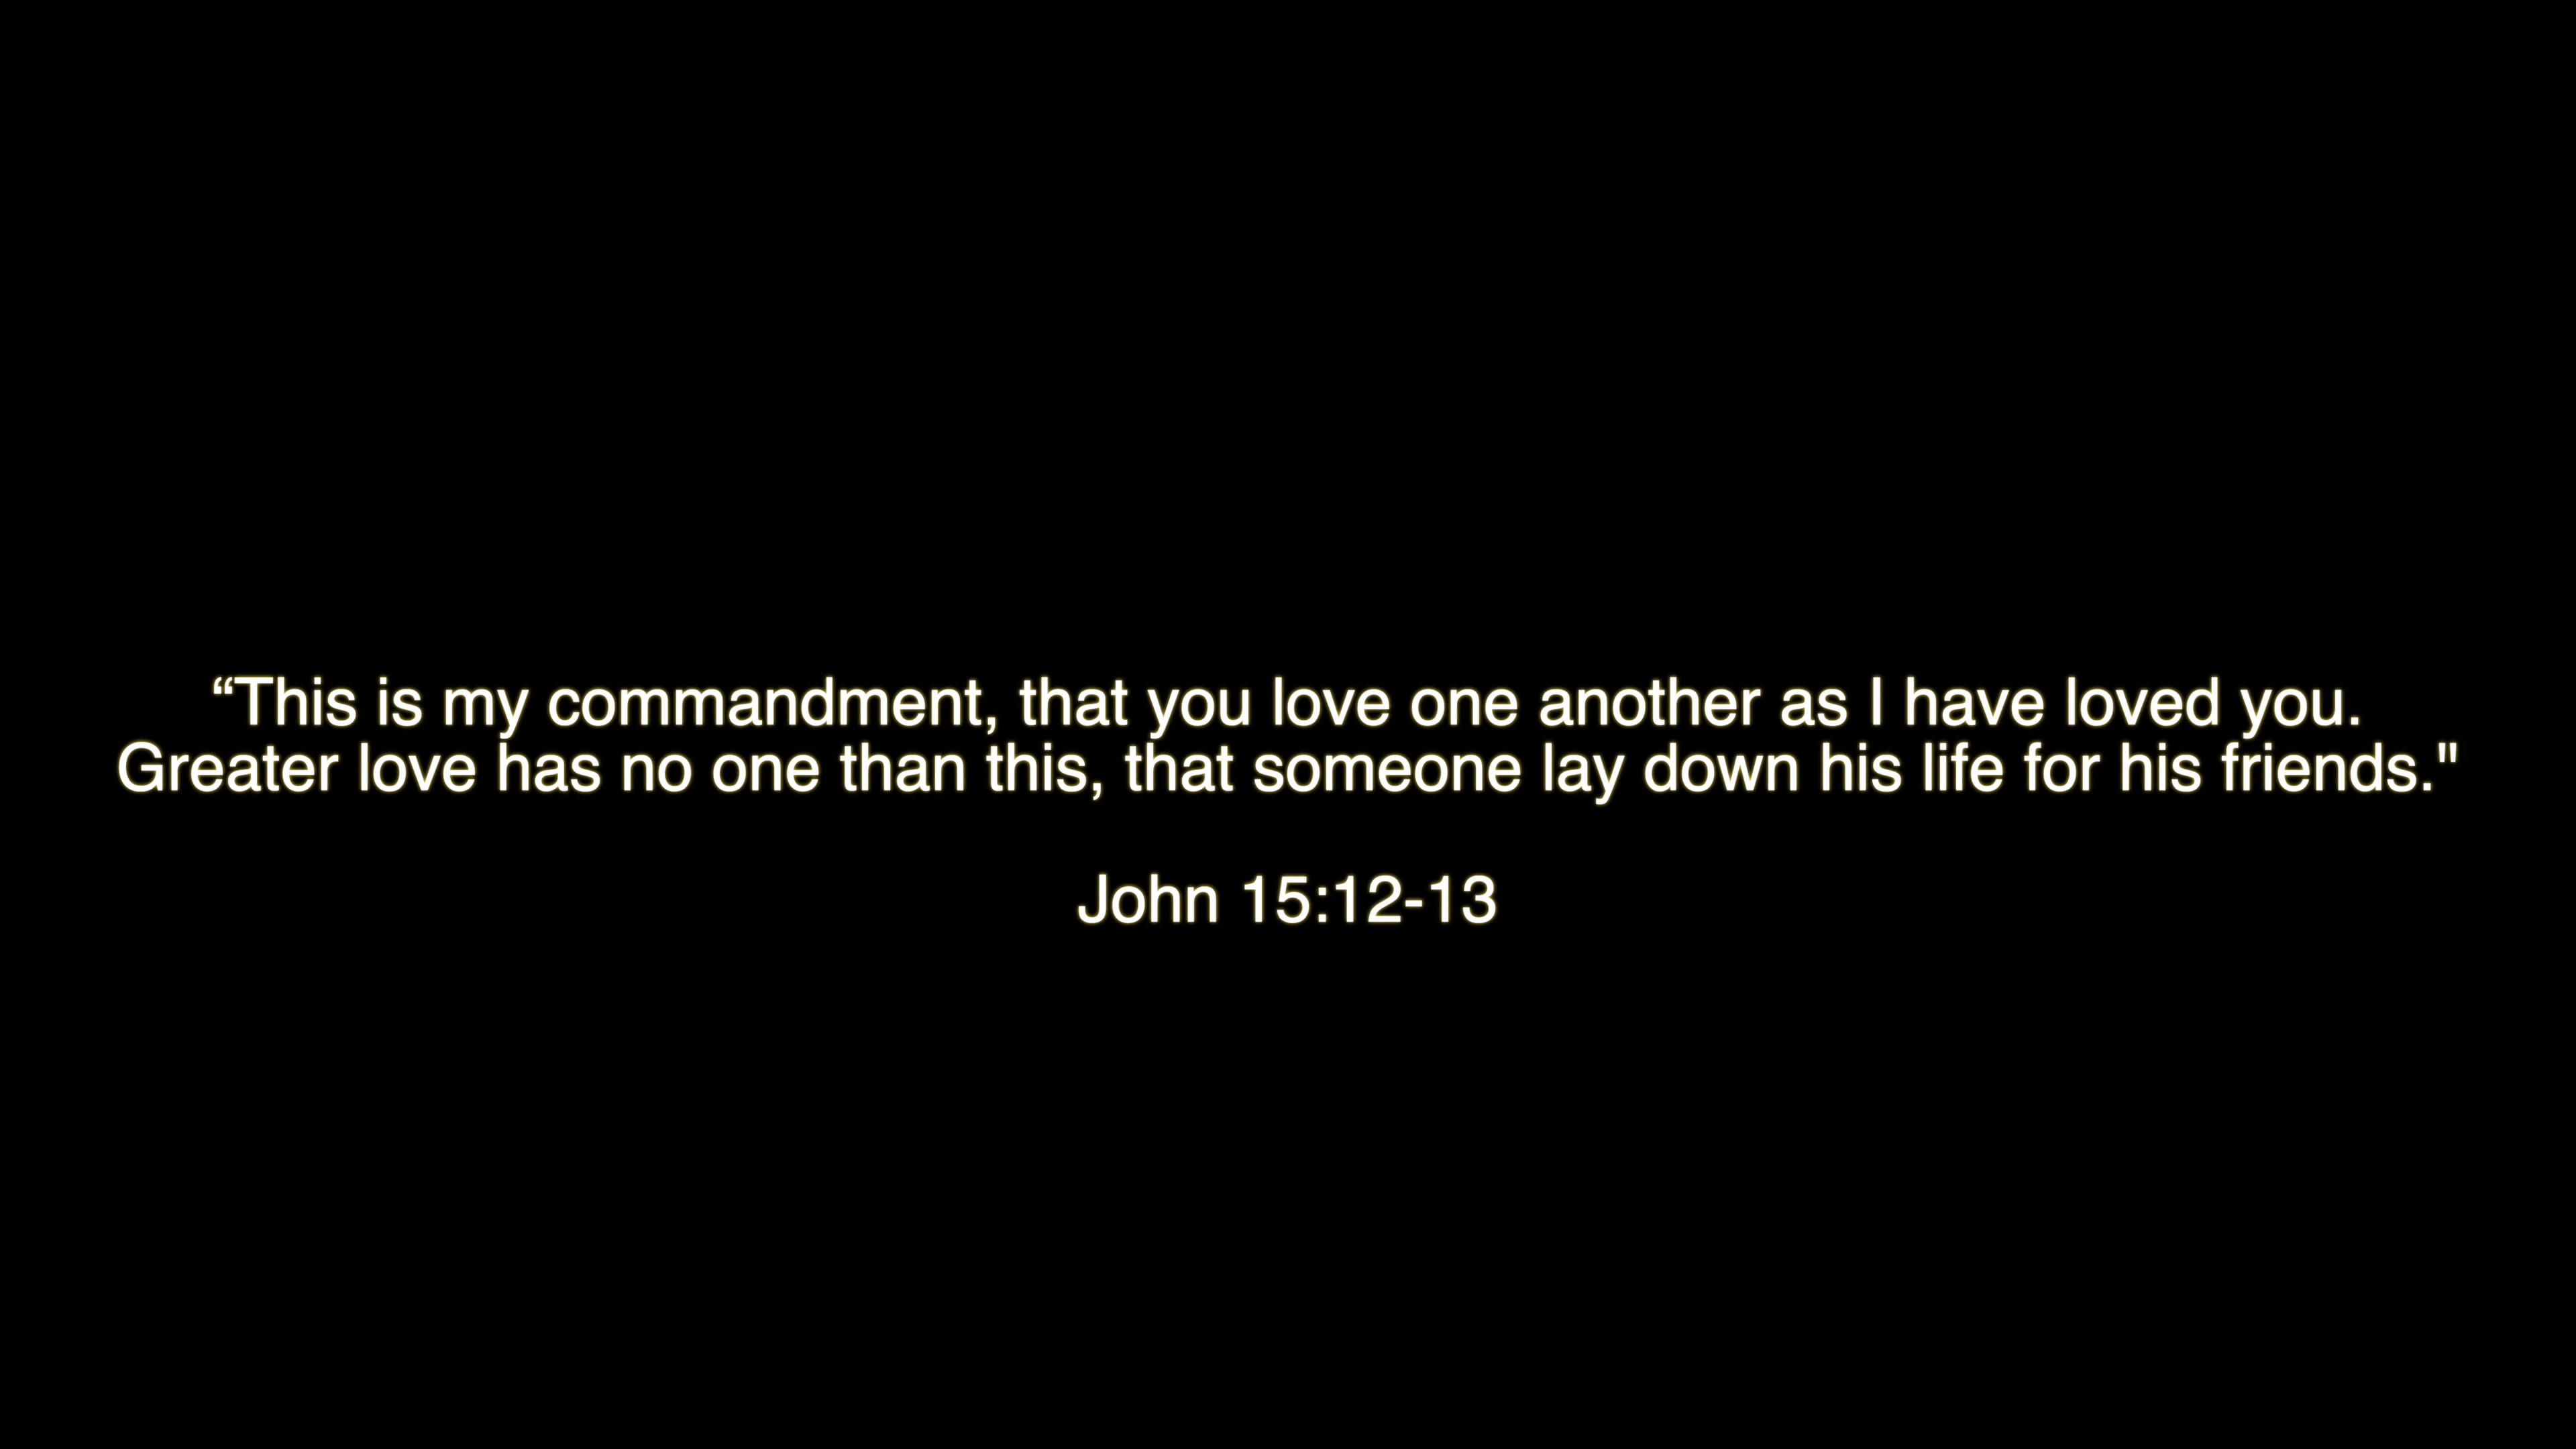 “This is my commandment, that you love one another as I have loved you.
Greater love has no one than this, that someone lay down his life for his friends."
John 15:12-13